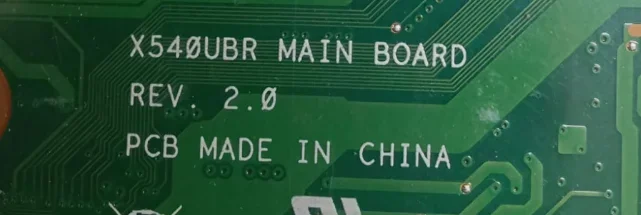 X540UBR MAIN BOARD
REV. 2.0
PCB MADE IN CHINA